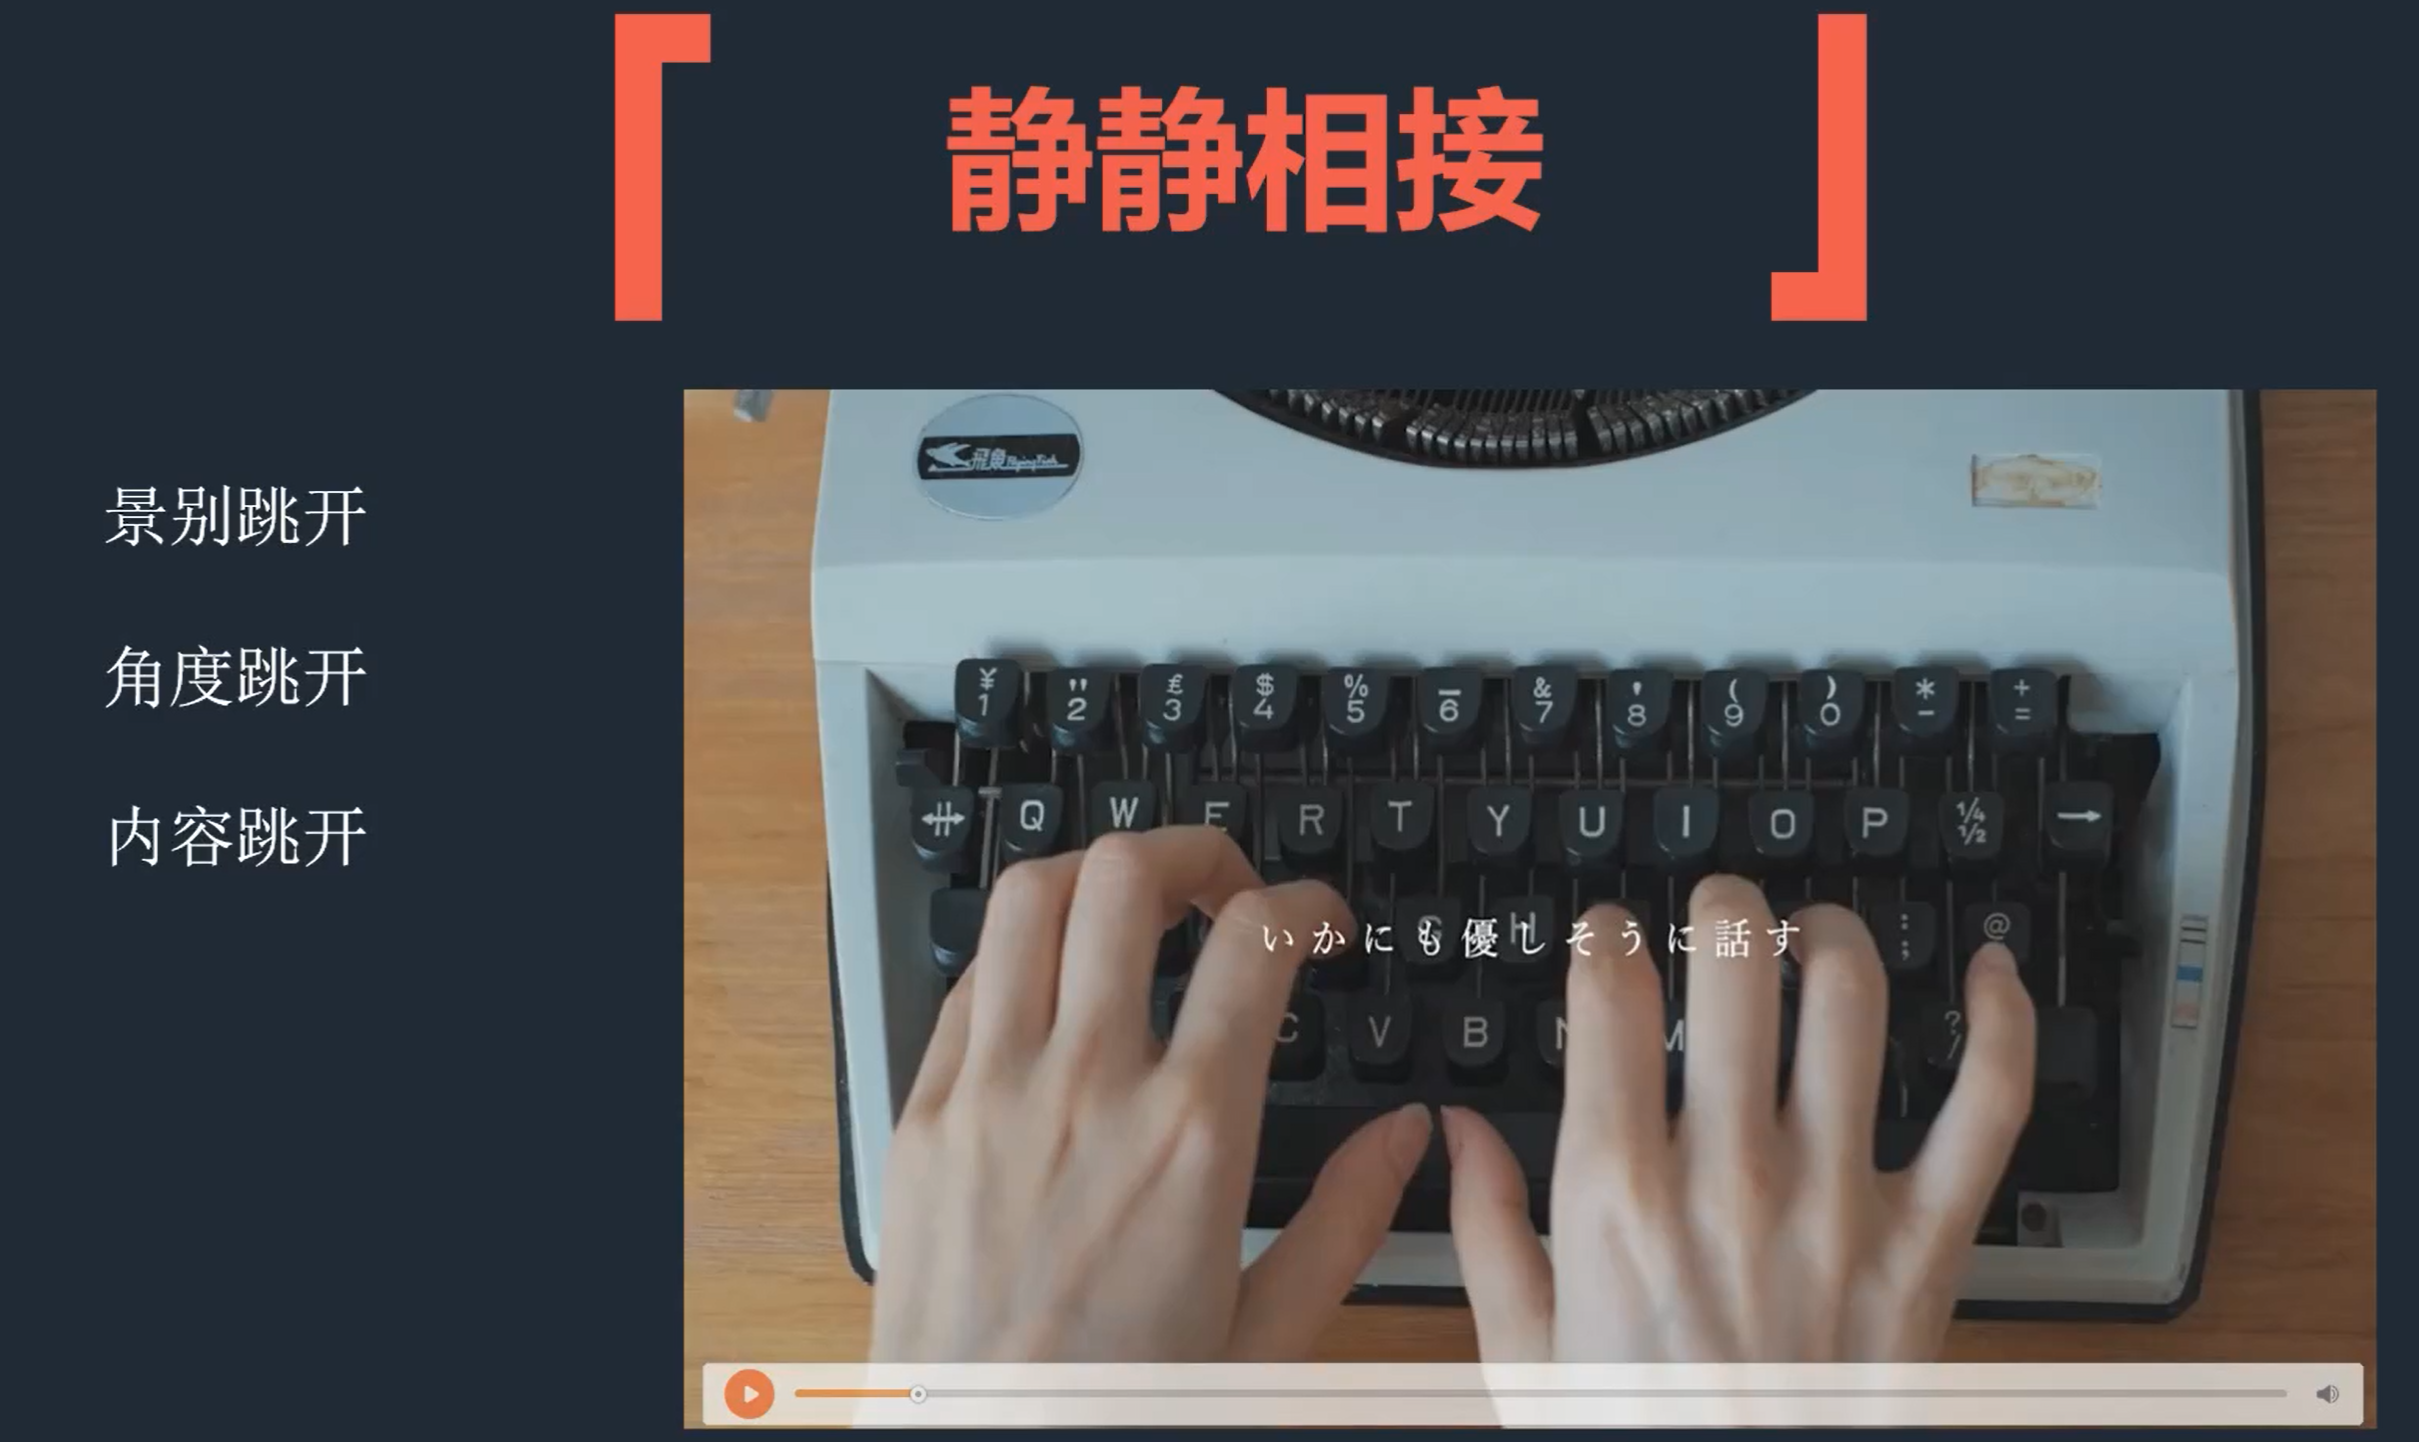 静静相接
景别跳开
角度跳开
内容跳开
飛魚 FlyingFish
¥ " £ $ % _ & ' ( ) * +
1 2 3 4 5 6 7 8 9 0 - =
Q W E R T Y U I O P ¼ ½
G H : ; @
いかにも優しそうに話す
C V B N M ? /